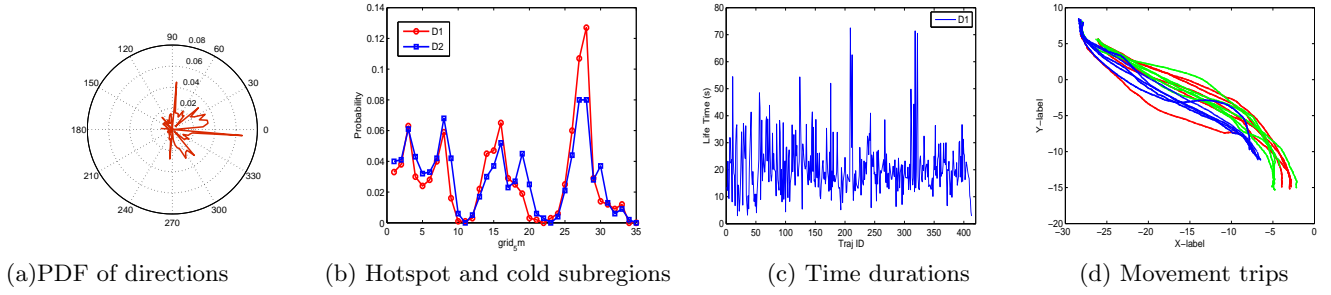 90
0.08
120
60
0.06
0.04
150
30
0.02
180
0
210
330
240
300
270
(a)PDF of directions
0.14
0.12
0.1
0.08
0.06
0.04
0.02
0
0 5 10 15 20 25 30 35
Probability
grid5m
D1
D2
(b) Hotspot and cold subregions
80
70
60
50
40
30
20
10
0
0 50 100 150 200 250 300 350 400
Life Time (s)
Traj ID
D1
(c) Time durations
10
5
0
−5
−10
−15
−20
−30 −25 −20 −15 −10 −5 0
Y−label
X−label
(d) Movement trips